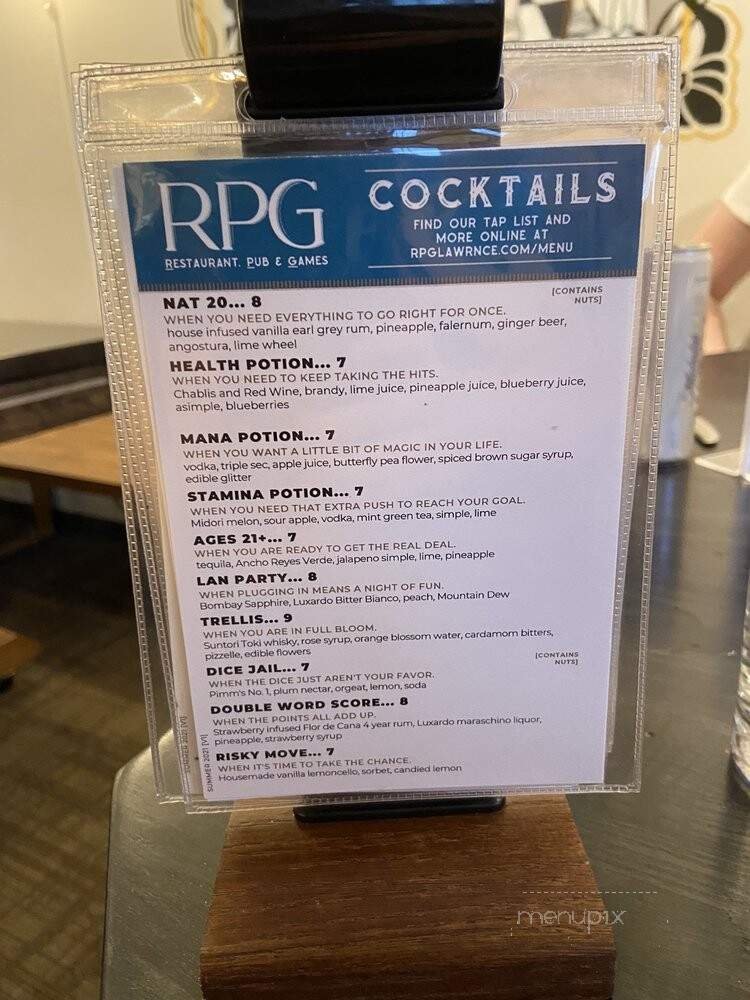 RPG
RESTAURANT, PUB & GAMES
COCKTAILS
FIND OUR TAP LIST AND
MORE ONLINE AT
RPGLAWRNCE.COM/MENU
NAT 20... 8
[CONTAINS
NUTS]
WHEN YOU NEED EVERYTHING TO GO RIGHT FOR ONCE.
house infused vanilla earl grey rum, pineapple, falernum, ginger beer,
angostura, lime wheel
HEALTH POTION... 7
WHEN YOU NEED TO KEEP TAKING THE HITS.
Chablis and Red Wine, brandy, lime juice, pineapple juice, blueberry juice,
asimple, blueberries
MANA POTION... 7
WHEN YOU WANT A LITTLE BIT OF MAGIC IN YOUR LIFE.
vodka, triple sec, apple juice, butterfly pea flower, spiced brown sugar syrup,
edible glitter
STAMINA POTION... 7
WHEN YOU NEED THAT EXTRA PUSH TO REACH YOUR GOAL.
Midori melon, sour apple, vodka, mint green tea, simple, lime
AGES 21+... 7
WHEN YOU ARE READY TO GET THE REAL DEAL.
tequila, Ancho Reyes Verde, jalapeno simple, lime, pineapple
LAN PARTY... 8
WHEN PLUGGING IN MEANS A NIGHT OF FUN.
Bombay Sapphire, Luxardo Bitter Bianco, peach, Mountain Dew
TRELLIS... 9
WHEN YOU ARE IN FULL BLOOM.
Suntori Toki whisky, rose syrup, orange blossom water, cardamom bitters,
pizzelle, edible flowers
DICE JAIL... 7
[CONTAINS
NUTS]
WHEN THE DICE JUST AREN'T YOUR FAVOR.
Pimm's No. 1, plum nectar, orgeat, lemon, soda
DOUBLE WORD SCORE... 8
WHEN THE POINTS ALL ADD UP.
Strawberry infused Flor de Cana 4 year rum, Luxardo maraschino liquor,
pineapple, strawberry syrup
RISKY MOVE... 7
WHEN IT'S TIME TO TAKE THE CHANCE.
Housemade vanilla lemoncello, sorbet, candied lemon
SUMMER 2021 [V1]
SUMMER 2021 [V1]
menupix